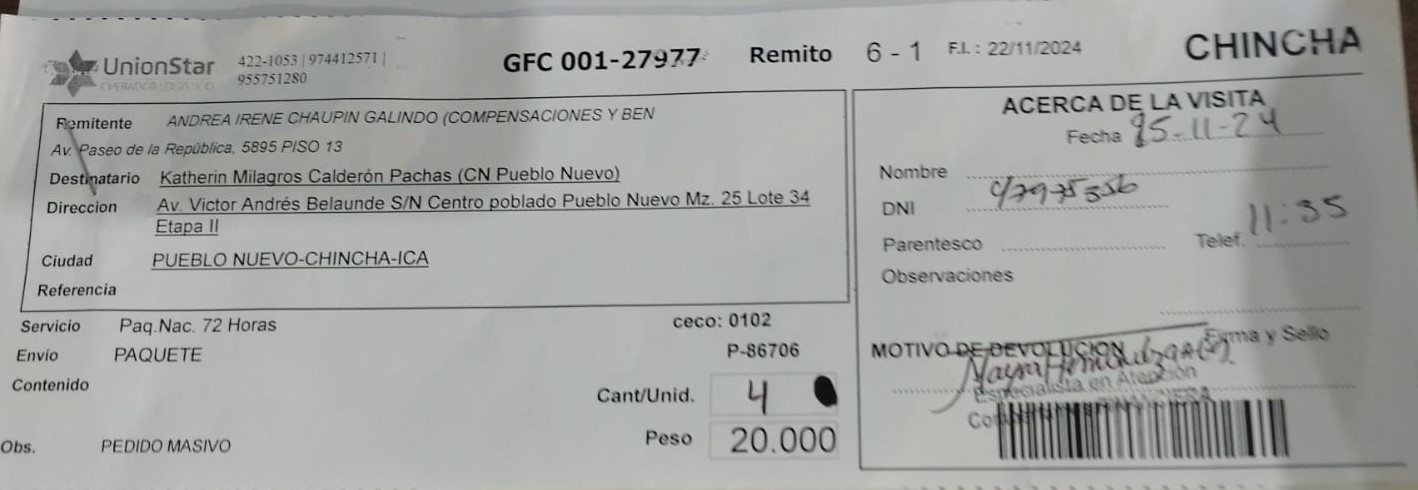 UnionStar
OPERADOR LOGISTICO
422-1053 | 974412571 |
955751280
GFC 001-27977
Remito 6 - 1
F.I. : 22/11/2024
CHINCHA
Remitente ANDREA IRENE CHAUPIN GALINDO (COMPENSACIONES Y BEN
Av. Paseo de la República, 5895 PISO 13
Destinatario Katherin Milagros Calderón Pachas (CN Pueblo Nuevo)
Direccion Av. Victor Andrés Belaunde S/N Centro poblado Pueblo Nuevo Mz. 25 Lote 34
Etapa II
Ciudad PUEBLO NUEVO-CHINCHA-ICA
Referencia
Servicio Paq.Nac. 72 Horas
ceco: 0102
Envío PAQUETE
P-86706
Contenido
Cant/Unid. 4
Peso 20.000
Obs. PEDIDO MASIVO
ACERCA DE LA VISITA
Fecha 25-11-24
Nombre
DNI 47975356
Parentesco
Telef. 11:35
Observaciones
Firma y Sello
MOTIVO DE DEVOLUCION
Mayra
Especialista en Atención